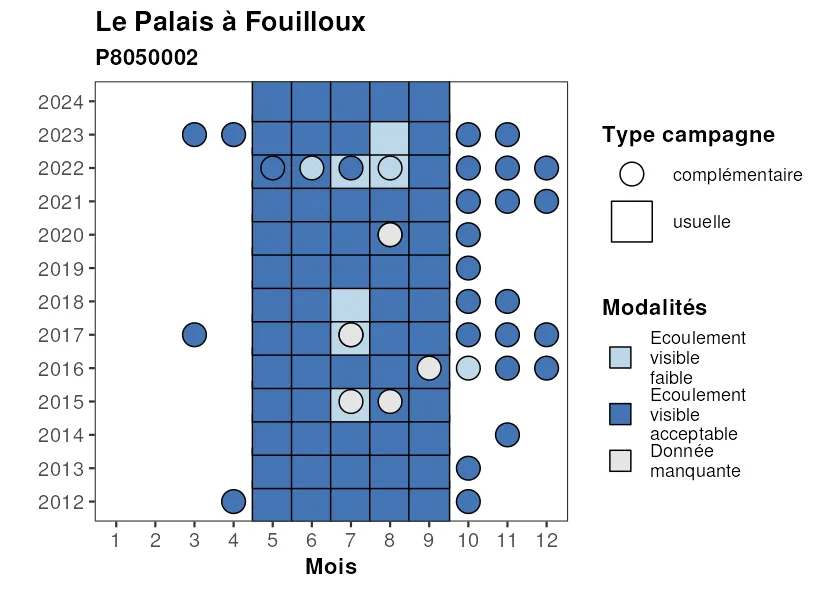 Le Palais à Fouilloux
P8050002
2024
2023
2022
2021
2020
2019
2018
2017
2016
2015
2014
2013
2012
1 2 3 4 5 6 7 8 9 10 11 12
Mois
Type campagne
complémentaire
usuelle
Modalités
Ecoulement
visible
faible
Ecoulement
visible
acceptable
Donnée
manquante